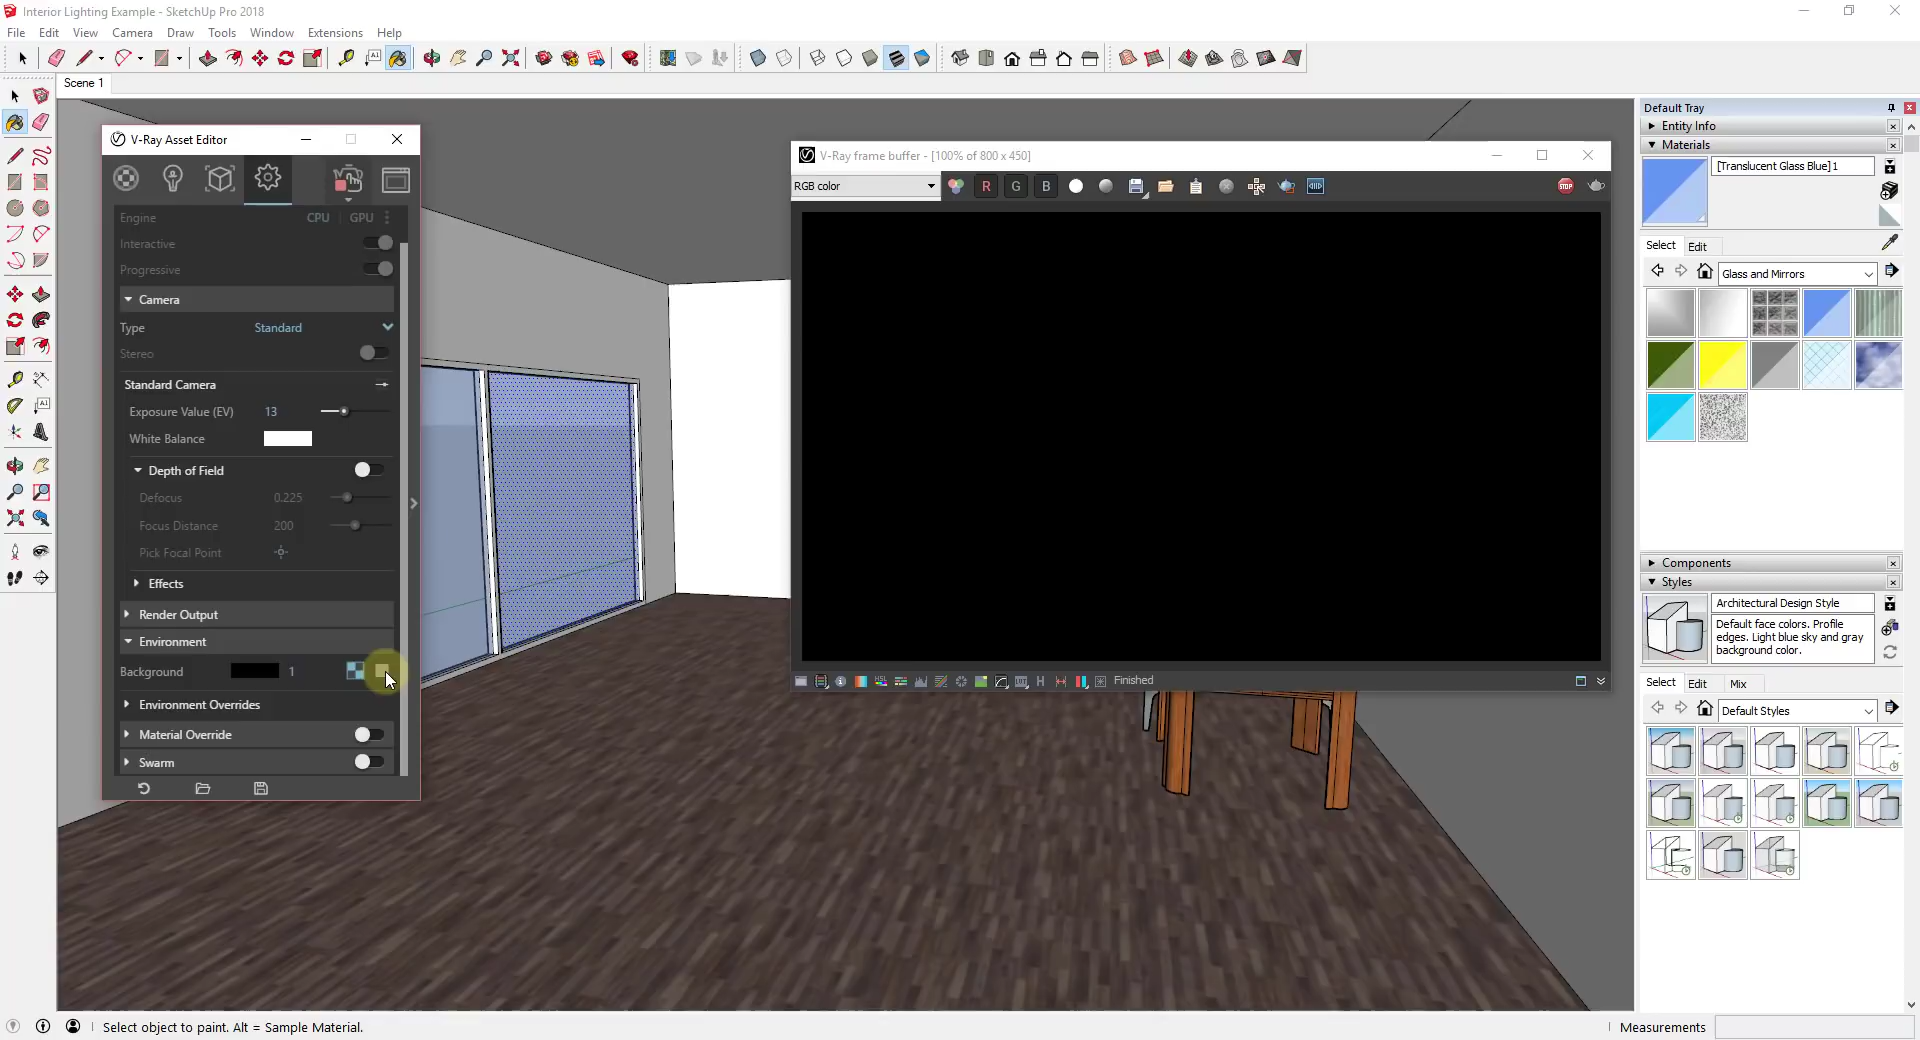 Interior Lighting Example - SketchUp Pro 2018
File Edit View Camera Draw Tools Window Extensions Help
Scene 1
V-Ray Asset Editor
Engine CPU GPU
Interactive
Progressive
Camera
Type Standard
Stereo
Standard Camera
Exposure Value (EV) 13
White Balance
Depth of Field
Defocus 0.225
Focus Distance 200
Pick Focal Point
Effects
Render Output
Environment
Background 1
Environment Overrides
Material Override
Swarm
V-Ray frame buffer - [100% of 800 x 450]
RGB color
R G B
STOP
HSL
H
Finished
Default Tray
Entity Info
Materials
[Translucent Glass Blue]1
Select Edit
Glass and Mirrors
Components
Styles
Architectural Design Style
Default face colors. Profile
edges. Light blue sky and gray
background color.
Select Edit Mix
Default Styles
Select object to paint. Alt = Sample Material.
Measurements